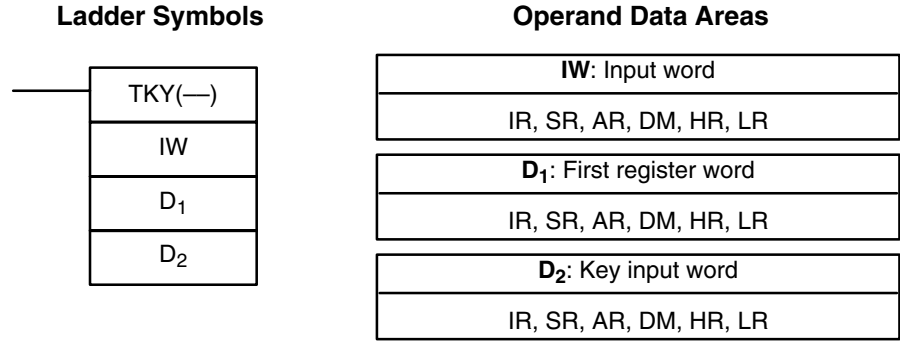 Ladder Symbols
TKY(––)
IW
D1
D2
Operand Data Areas
IW: Input word
IR, SR, AR, DM, HR, LR
D1: First register word
IR, SR, AR, DM, HR, LR
D2: Key input word
IR, SR, AR, DM, HR, LR